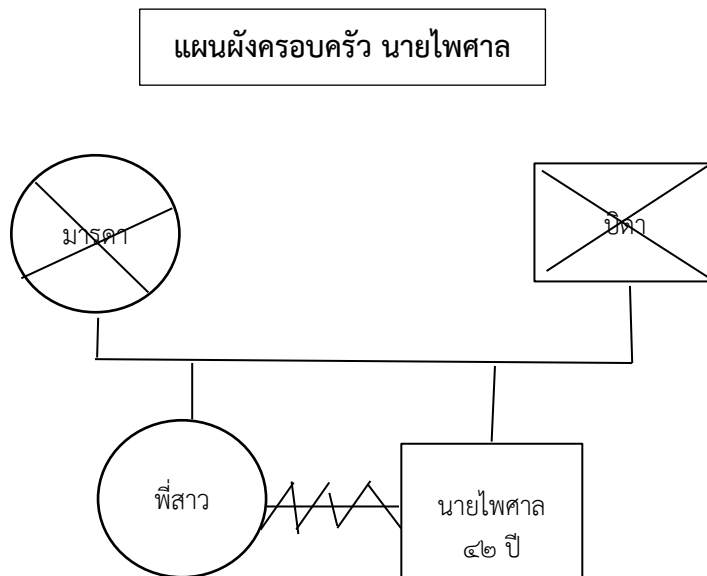 แผนผังครอบครัว นายไพศาล
มารดา
บิดา
พี่สาว
นายไพศาล
๔๒ ปี